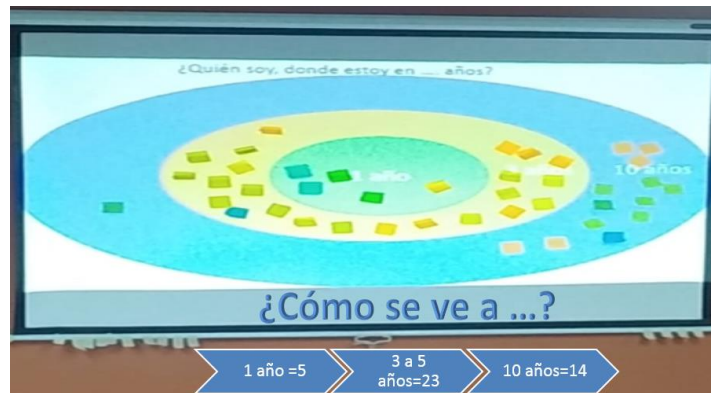 ¿Quién soy, donde estoy en .... años?
1 año
años
10 años
¿Cómo se ve a ...?
1 año =5
3 a 5
años=23
10 años=14